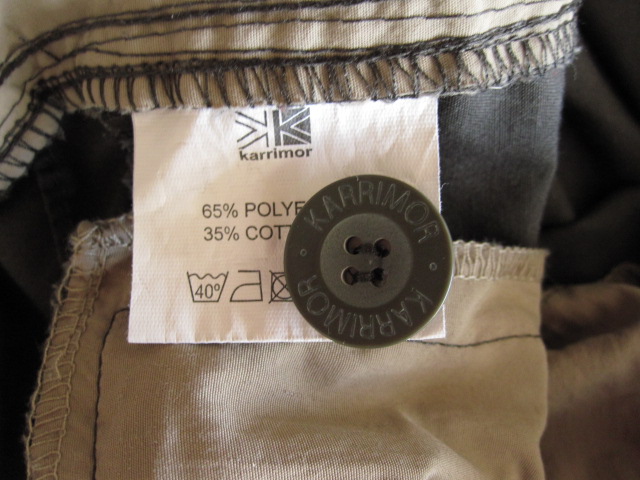 karrimor
65% POLYE
35% COTT
40°
KARRIMOR
KARRIMOR